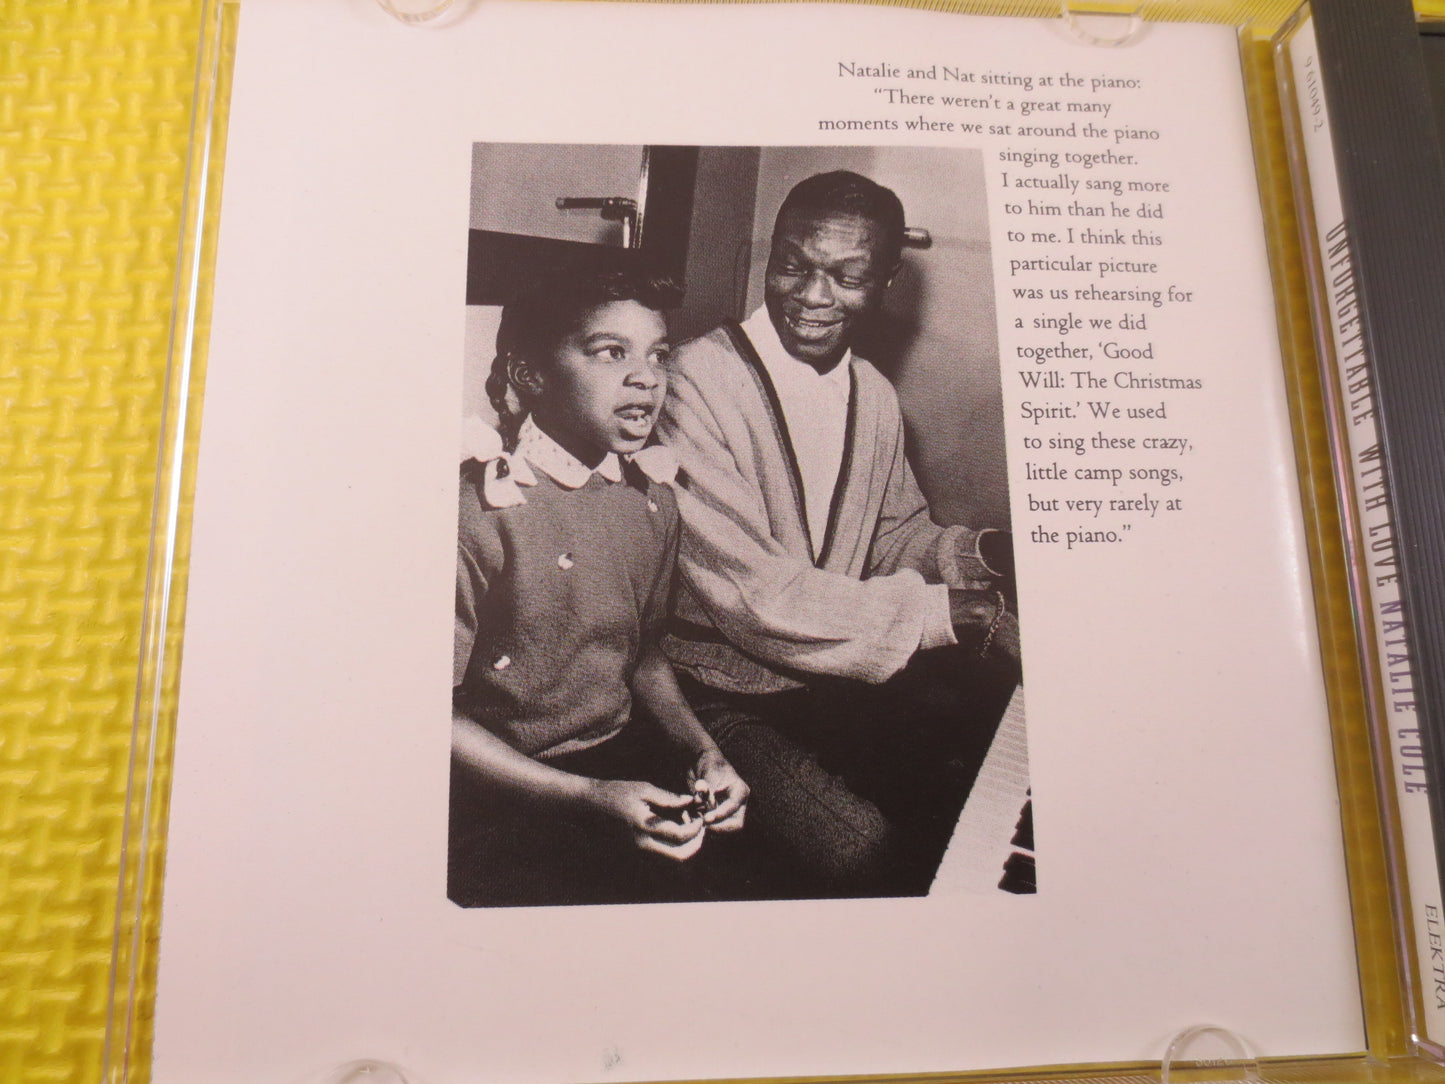 Natalie and Nat sitting at the piano:
“There weren’t a great many
moments where we sat around the piano
singing together.
I actually sang more
to him than he did
to me. I think this
particular picture
was us rehearsing for
a single we did
together, ‘Good
Will: The Christmas
Spirit.’ We used
to sing these crazy,
little camp songs,
but very rarely at
the piano.”
9 61049-2
UNFORGETTABLE WITH LOVE NATALIE COLE
ELEKTRA